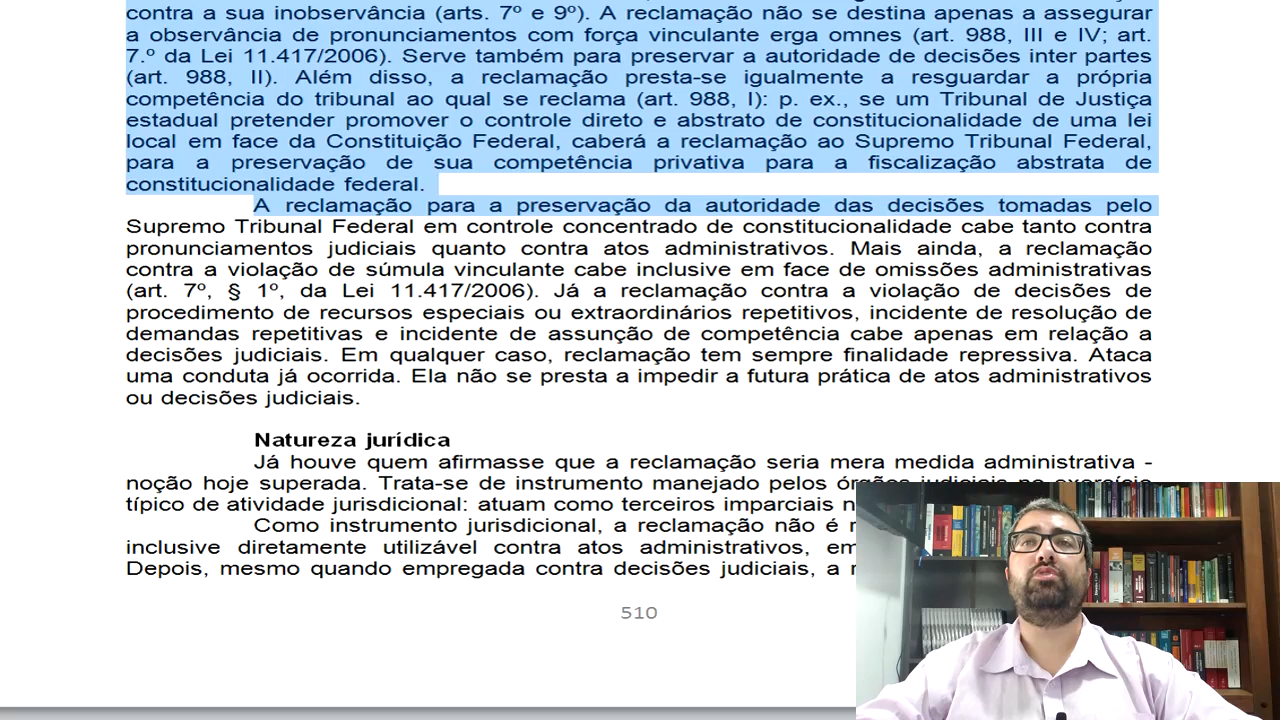 contra a sua inobservância (arts. 7º e 9º). A reclamação não se destina apenas a assegurar
a observância de pronunciamentos com força vinculante erga omnes (art. 988, III e IV; art.
7.º da Lei 11.417/2006). Serve também para preservar a autoridade de decisões inter partes
(art. 988, II). Além disso, a reclamação presta-se igualmente a resguardar a própria
competência do tribunal ao qual se reclama (art. 988, I): p. ex., se um Tribunal de Justiça
estadual pretender promover o controle direto e abstrato de constitucionalidade de uma lei
local em face da Constituição Federal, caberá a reclamação ao Supremo Tribunal Federal,
para a preservação de sua competência privativa para a fiscalização abstrata de
constitucionalidade federal.
A reclamação para a preservação da autoridade das decisões tomadas pelo
Supremo Tribunal Federal em controle concentrado de constitucionalidade cabe tanto contra
pronunciamentos judiciais quanto contra atos administrativos. Mais ainda, a reclamação
contra a violação de súmula vinculante cabe inclusive em face de omissões administrativas
(art. 7º, § 1º, da Lei 11.417/2006). Já a reclamação contra a violação de decisões de
procedimento de recursos especiais ou extraordinários repetitivos, incidente de resolução de
demandas repetitivas e incidente de assunção de competência cabe apenas em relação a
decisões judiciais. Em qualquer caso, reclamação tem sempre finalidade repressiva. Ataca
uma conduta já ocorrida. Ela não se presta a impedir a futura prática de atos administrativos
ou decisões judiciais.
Natureza jurídica
Já houve quem afirmasse que a reclamação seria mera medida administrativa -
noção hoje superada. Trata-se de instrumento manejado pelos órgãos judiciais no exercício
típico de atividade jurisdicional: atuam como terceiros imparciais
Como instrumento jurisdicional, a reclamação não é
inclusive diretamente utilizável contra atos administrativos,
Depois, mesmo quando empregada contra decisões judiciais, a
510